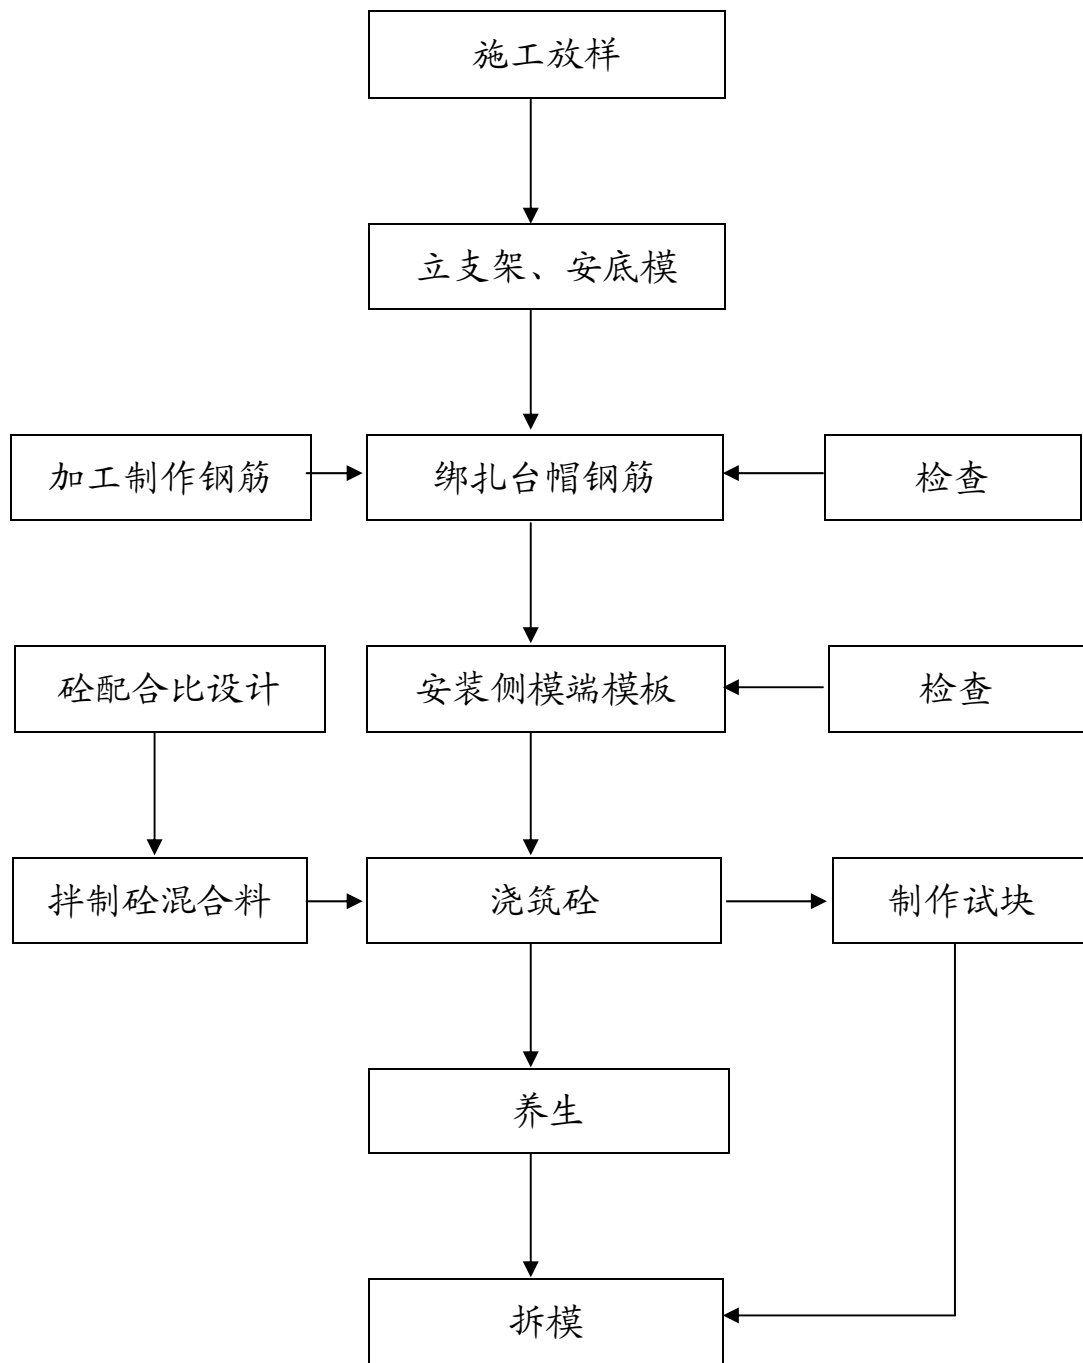 施工放样
立支架、安底模
加工制作钢筋
绑扎台帽钢筋
检查
砼配合比设计
安装侧模端模板
检查
拌制砼混合料
浇筑砼
制作试块
养生
拆模